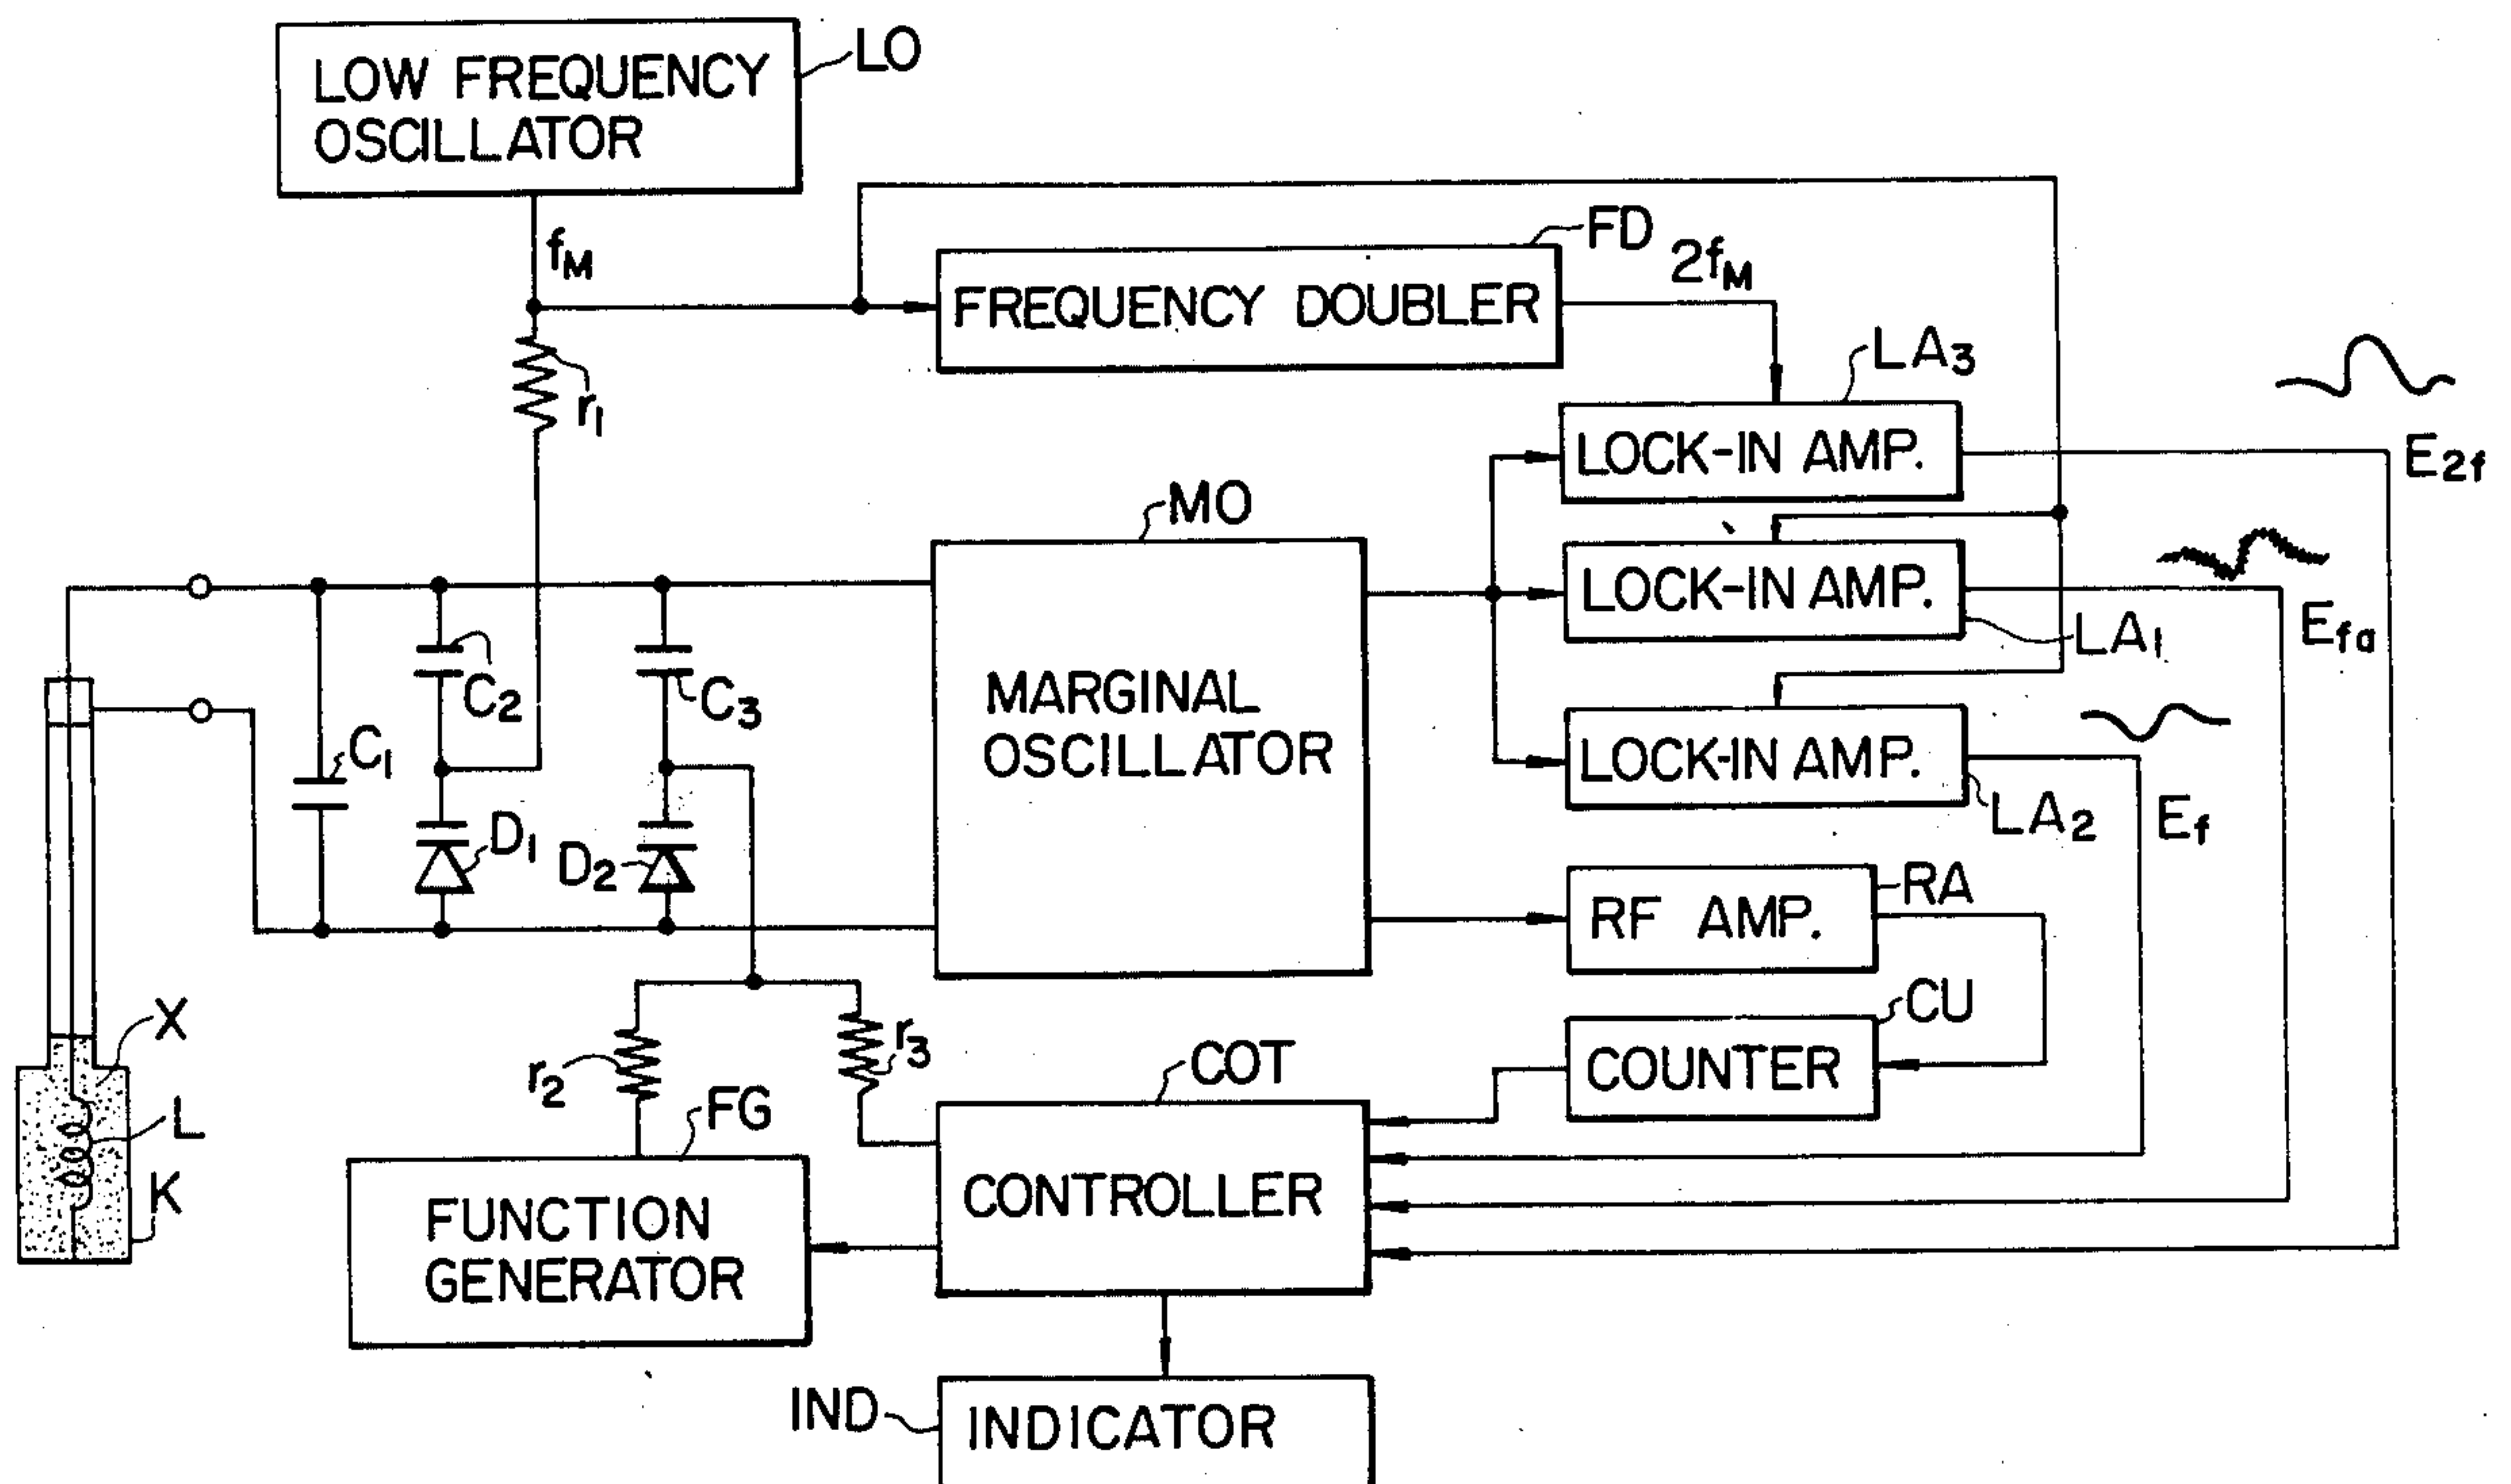 LOW FREQUENCY
OSCILLATOR
LO
fM
FREQUENCY DOUBLER
FD
2fM
r1
LA3
LOCK-IN AMP.
E2f
MO
MARGINAL
OSCILLATOR
LOCK-IN AMP.
LA1
Efa
C1
C2
C3
D1
D2
LOCK-IN AMP.
LA2
Ef
RF AMP.
RA
X
L
K
r2
r3
FG
FUNCTION
GENERATOR
COT
CONTROLLER
CU
COUNTER
IND
INDICATOR